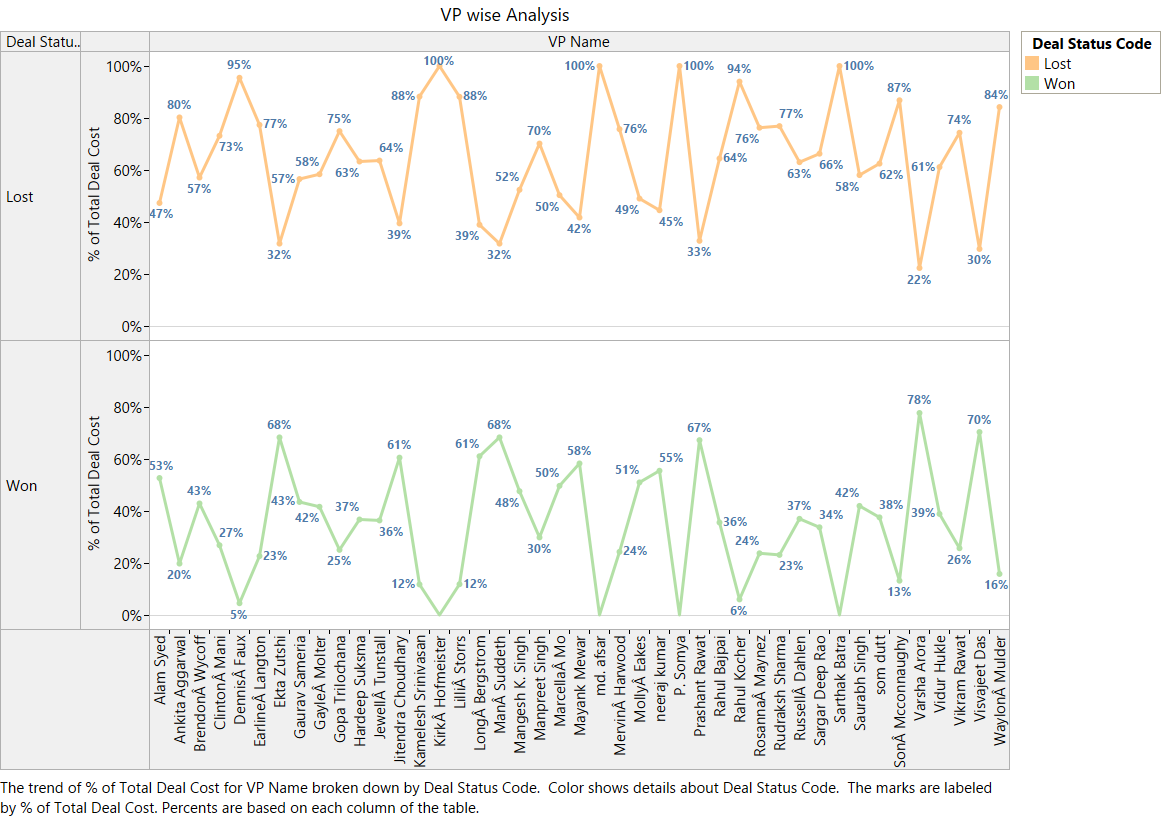 VP wise Analysis
Deal Statu..
VP Name
Deal Status Code
Lost
Won
Lost
% of Total Deal Cost
100%
80%
60%
40%
20%
0%
47%
80%
57%
73%
95%
77%
32%
57%
58%
75%
63%
64%
39%
88%
100%
88%
39%
32%
52%
70%
50%
42%
100%
76%
49%
45%
100%
33%
64%
94%
76%
77%
63%
66%
100%
58%
62%
87%
22%
61%
74%
30%
84%
Won
% of Total Deal Cost
100%
80%
60%
40%
20%
0%
53%
20%
43%
27%
5%
23%
68%
43%
42%
25%
37%
36%
61%
12%
12%
61%
68%
48%
30%
50%
58%
24%
51%
55%
67%
36%
6%
24%
23%
37%
34%
42%
38%
13%
78%
39%
26%
70%
16%
Alam Syed
Ankita Aggarwal
BrendonÂ Wycoff
ClintonÂ Mani
DennisÂ Faux
EarlineÂ Langton
Ekta Zutshi
Gaurav Sameria
GayleÂ Molter
Gopa Trilochana
Hardeep Suksma
JewellÂ Tunstall
Jitendra Choudhary
Kamelesh Srinivasan
KirkÂ Hofmeister
LilliÂ Storrs
LongÂ Bergstrom
ManÂ Suddeth
Mangesh K. Singh
Manpreet Singh
MarceliaÂ Mo
Mayank Mewar
md. afsar
MervinÂ Harwood
MollyÂ Eakes
neeraj kumar
P. Somya
Prashant Rawat
Rahul Bajpai
Rahul Kocher
RosannaÂ Maynez
Rudraksh Sharma
RussellÂ Dahlen
Sargar Deep Rao
Sarthak Batra
Saurabh Singh
som dutt
SonÂ Mcconnaughy
Varsha Arora
Vidur Hukle
Vikram Rawat
Visvajeet Das
WaylonÂ Mulder
The trend of % of Total Deal Cost for VP Name broken down by Deal Status Code.  Color shows details about Deal Status Code.  The marks are labeled
by % of Total Deal Cost. Percents are based on each column of the table.